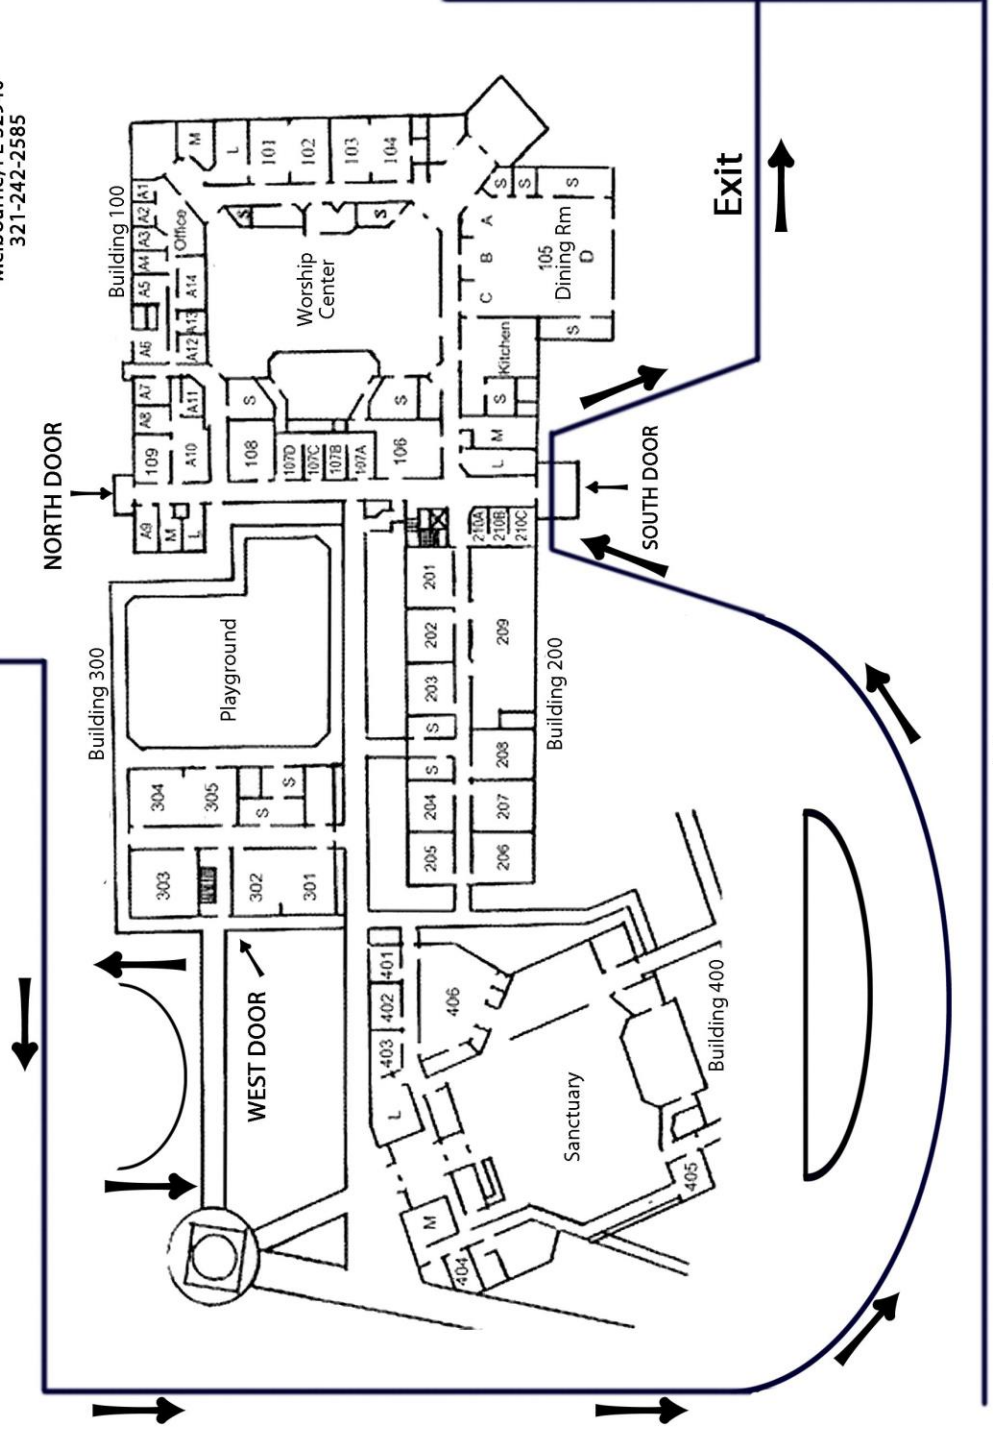 321-242-2585
Building 100
NORTH DOOR
Exit
SOUTH DOOR
M
L
101
102
103
104
A1
A2
A3
A4
A5
A6
A7
A8
109
A9
M
L
Office
A14
A13
A12
A11
A10
S
S
Worship
Center
S
S
108
107D
107C
107B
107A
106
S
S
S
A
B
C
105
Dining Rm
D
S
Kitchen
S
M
L
210A
210B
210C
Building 300
Playground
304
305
S
S
303
302
301
WEST DOOR
201
202
203
S
S
204
205
209
208
207
206
Building 200
401
402
403
L
406
M
404
Sanctuary
405
Building 400